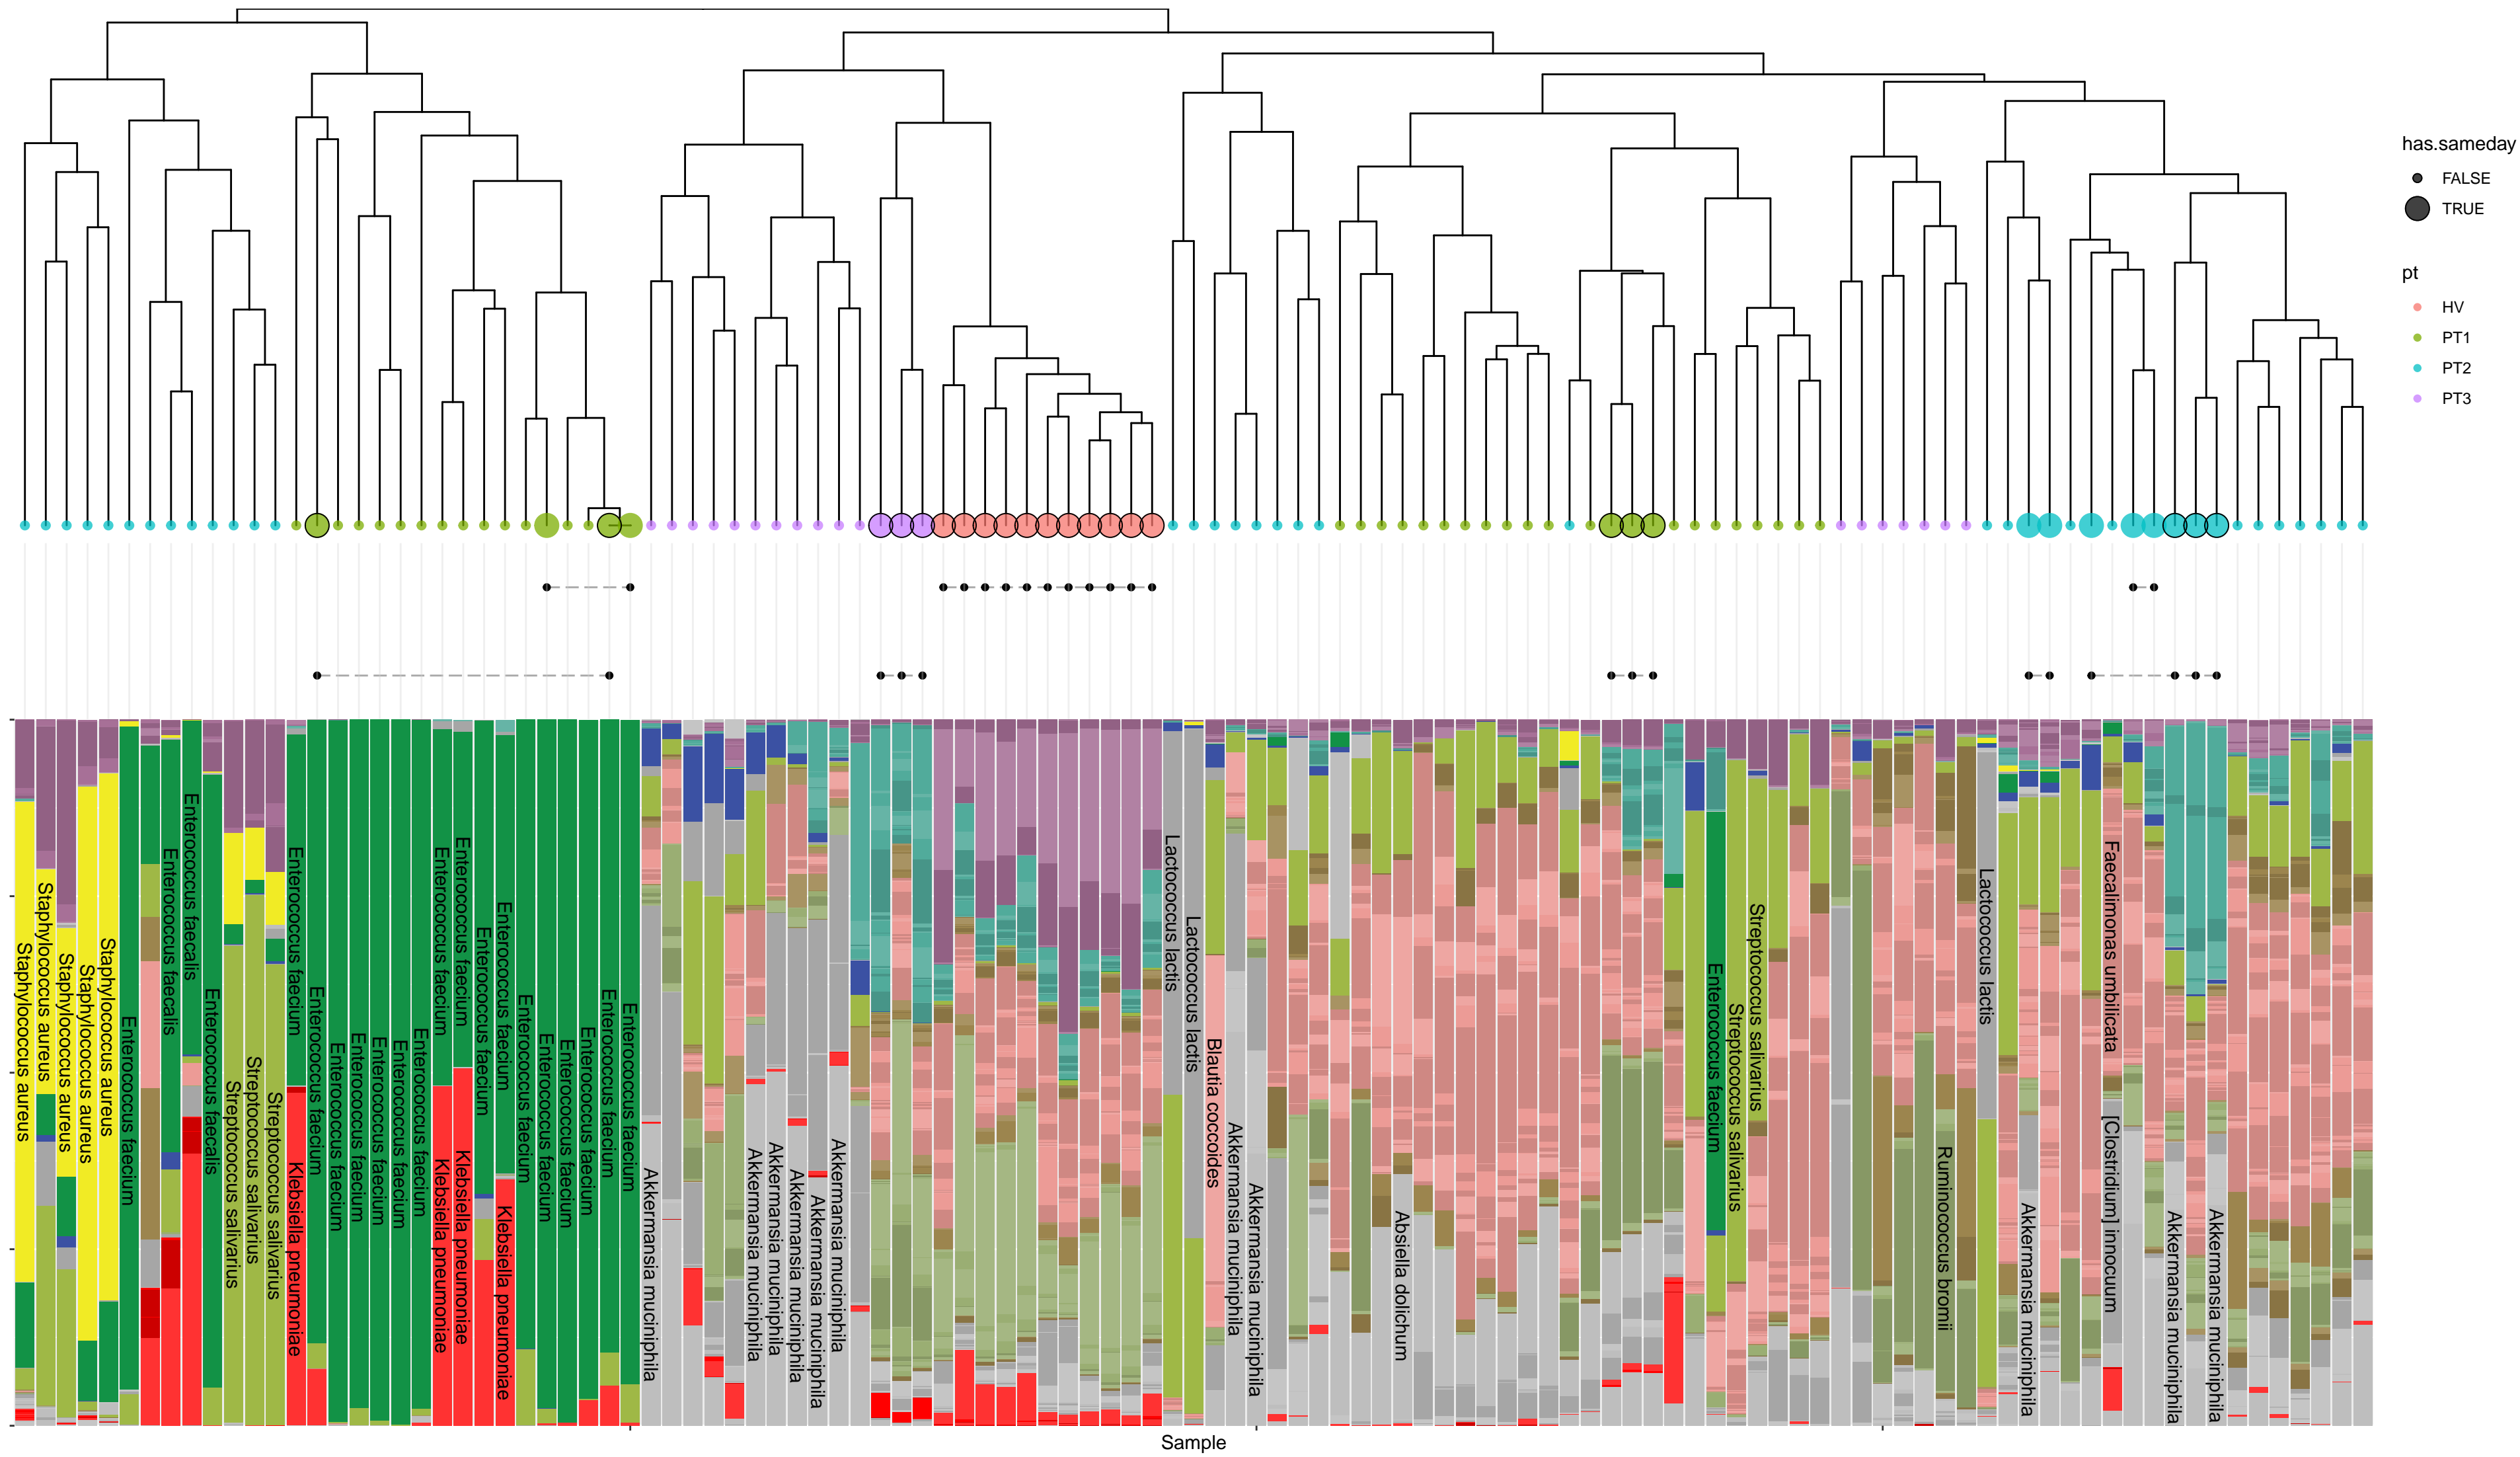 has.sameday
FALSE
TRUE
pt
HV
PT1
PT2
PT3
Staphylococcus aureus
Staphylococcus aureus
Staphylococcus aureus
Staphylococcus aureus
Staphylococcus aureus
Enterococcus faecium
Enterococcus faecalis
Enterococcus faecalis
Enterococcus faecalis
Streptococcus salivarius
Streptococcus salivarius
Streptococcus salivarius
Enterococcus faecium
Klebsiella pneumoniae
Enterococcus faecium
Enterococcus faecium
Enterococcus faecium
Enterococcus faecium
Enterococcus faecium
Enterococcus faecium
Enterococcus faecium
Klebsiella pneumoniae
Enterococcus faecium
Klebsiella pneumoniae
Enterococcus faecium
Enterococcus faecium
Klebsiella pneumoniae
Enterococcus faecium
Enterococcus faecium
Enterococcus faecium
Enterococcus faecium
Enterococcus faecium
Enterococcus faecium
Akkermansia muciniphila
Akkermansia muciniphila
Akkermansia muciniphila
Akkermansia muciniphila
Akkermansia muciniphila
Akkermansia muciniphila
Lactococcus lactis
Lactococcus lactis
Blautia coccoides
Akkermansia muciniphila
Akkermansia muciniphila
Absiella dolichum
Enterococcus faecium
Streptococcus salivarius
Streptococcus salivarius
Ruminococcus bromii
Lactococcus lactis
Akkermansia muciniphila
Faecalimonas umbilicata
[Clostridium] innocuum
Akkermansia muciniphila
Akkermansia muciniphila
Sample